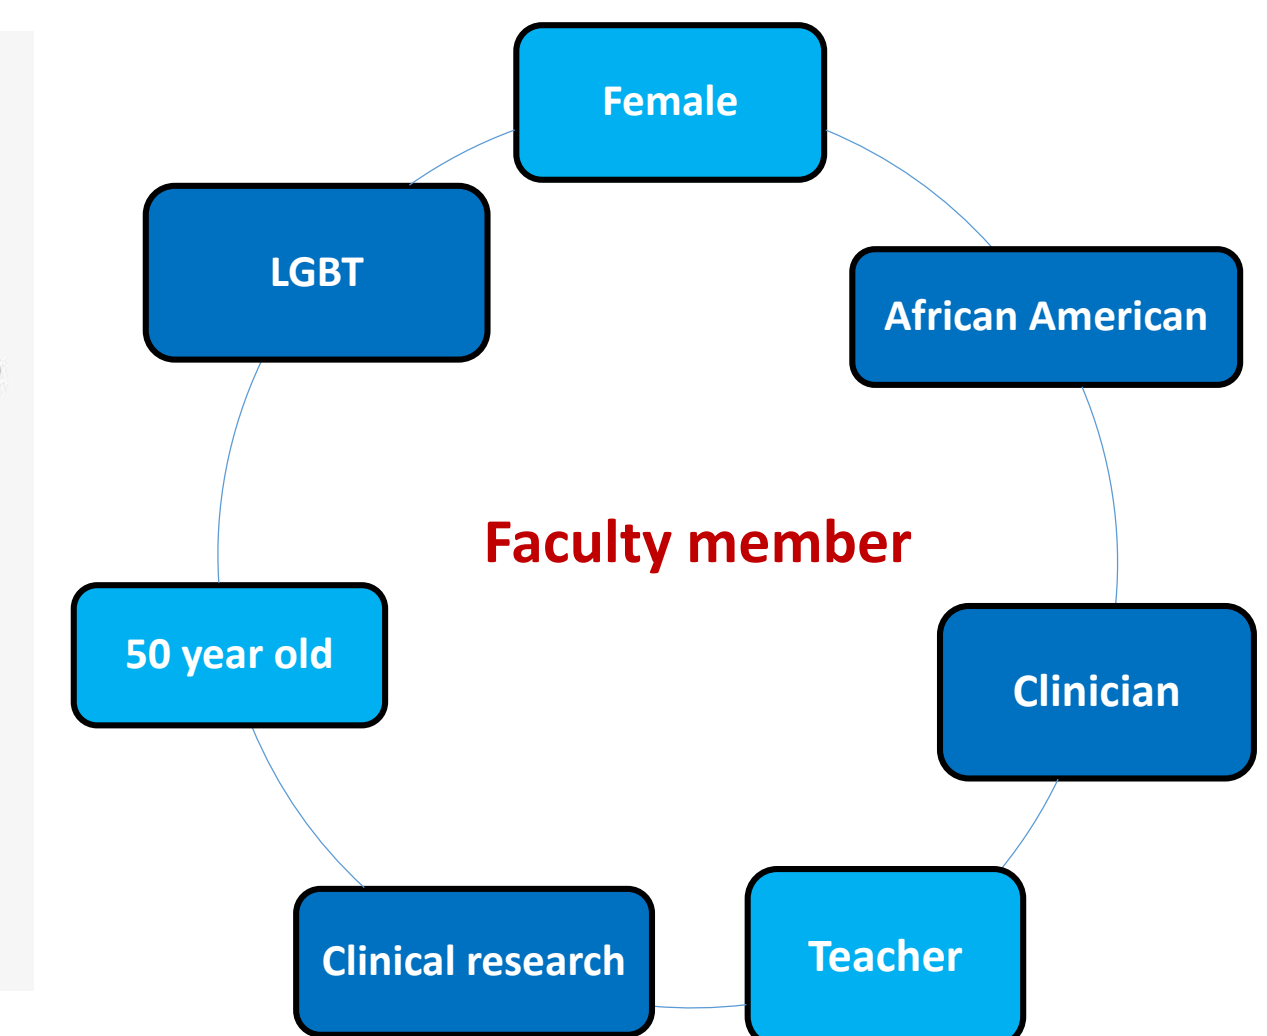 Female
LGBT
African American
Faculty member
50 year old
Clinician
Clinical research
Teacher